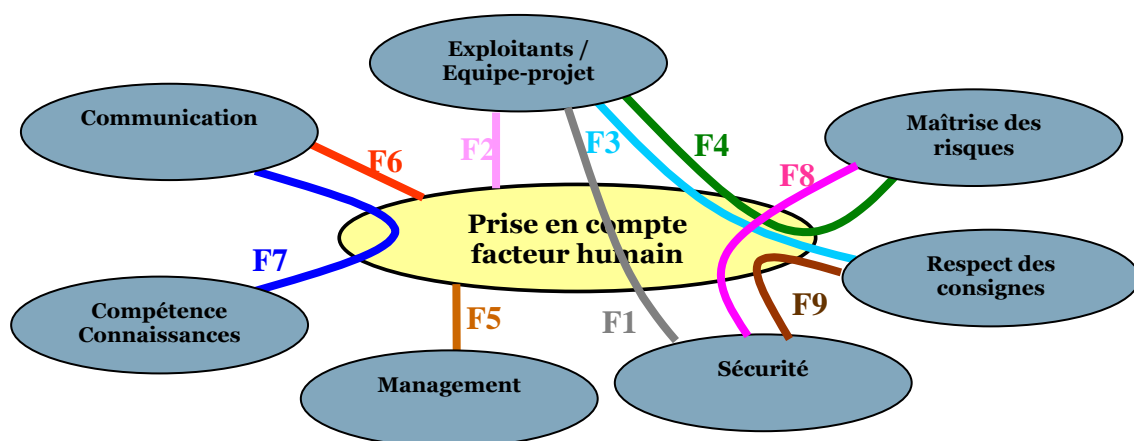 Exploitants /
Equipe-projet
Communication
Maîtrise des
risques
F6
F2
F3
F4
F8
Prise en compte
facteur humain
F7
Respect des
consignes
Compétence
Connaissances
F5
F1
F9
Management
Sécurité